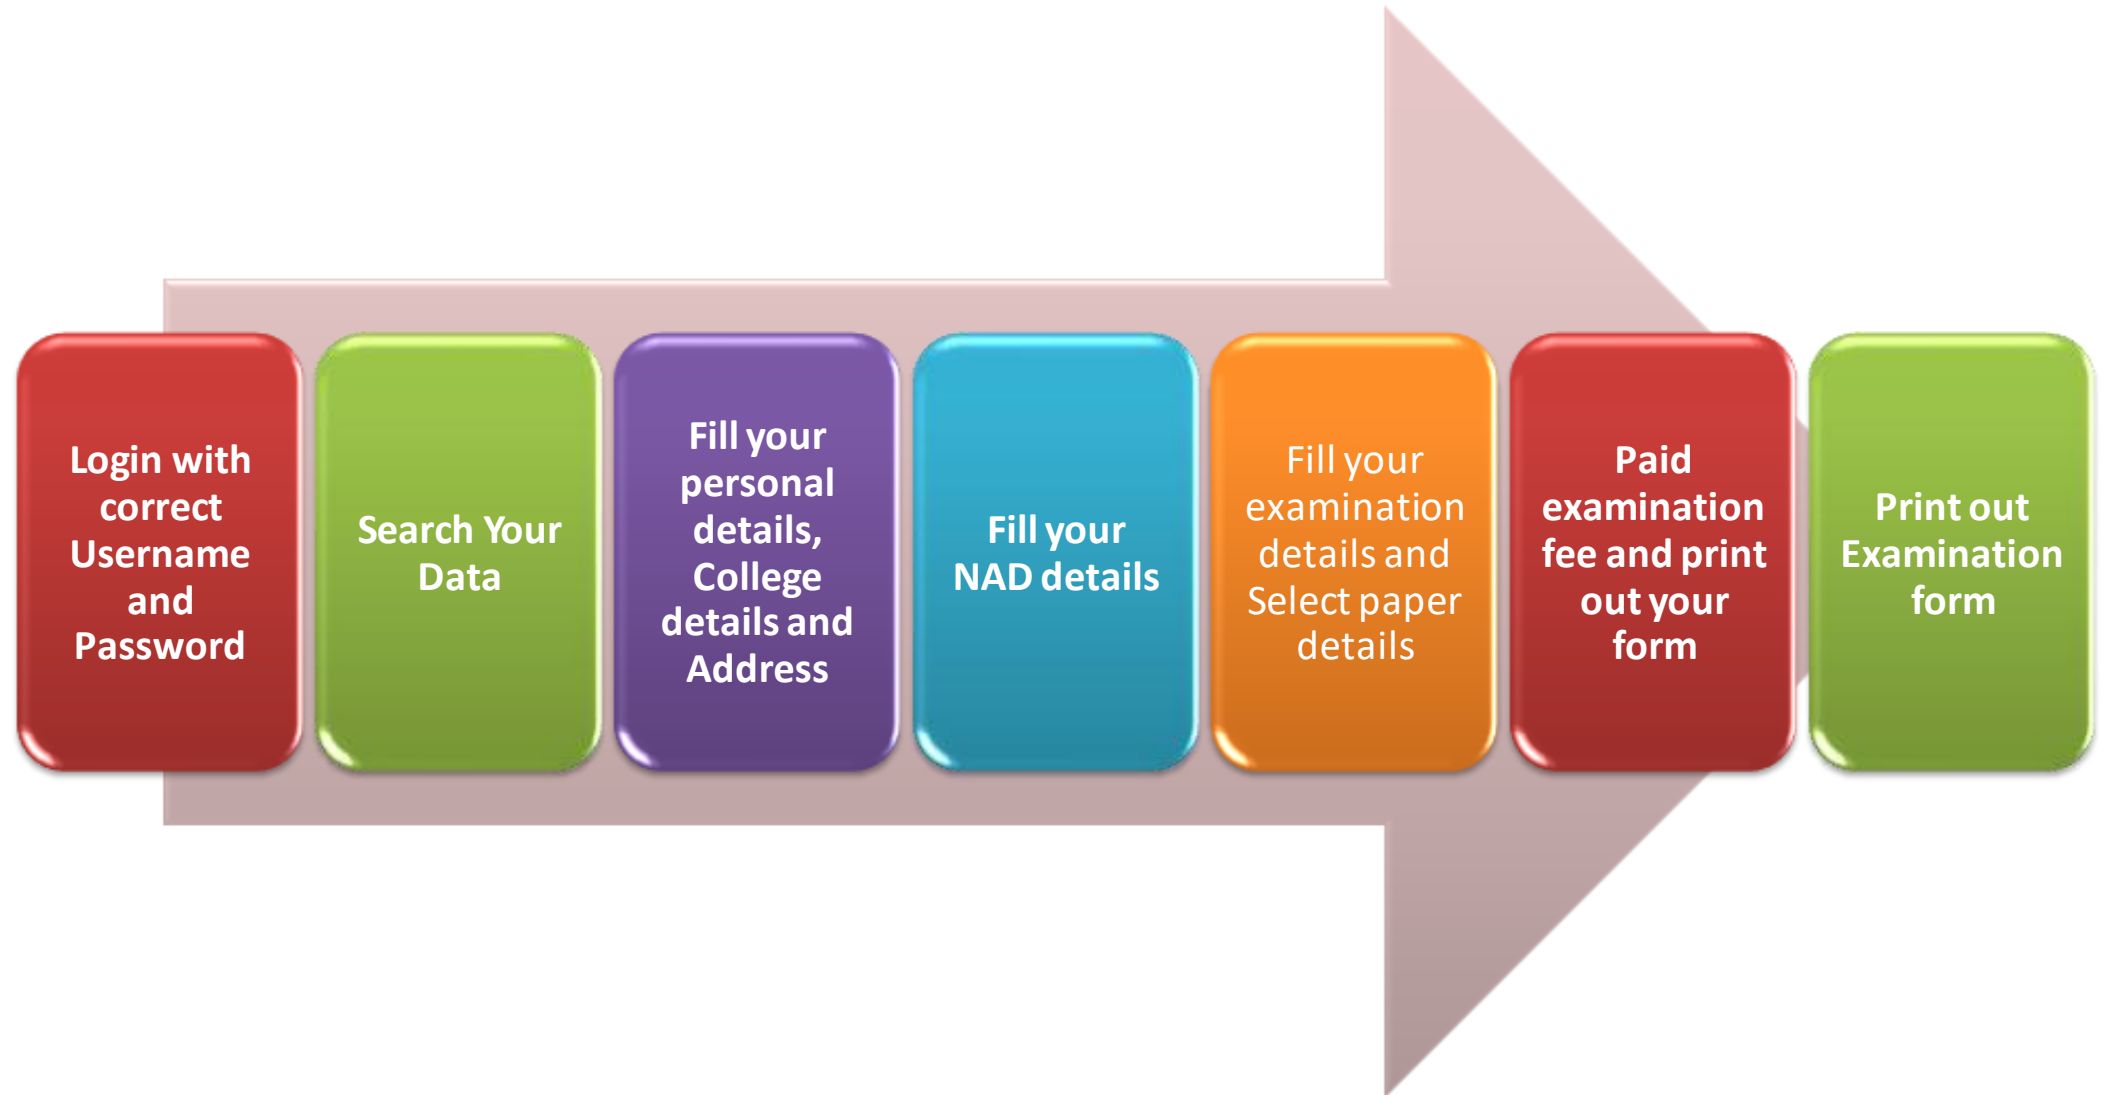 Login with
correct
Username
and
Password
Search Your
Data
Fill your
personal
details,
College
details and
Address
Fill your
NAD details
Fill your
examination
details and
Select paper
details
Paid
examination
fee and print
out your
form
Print out
Examination
form